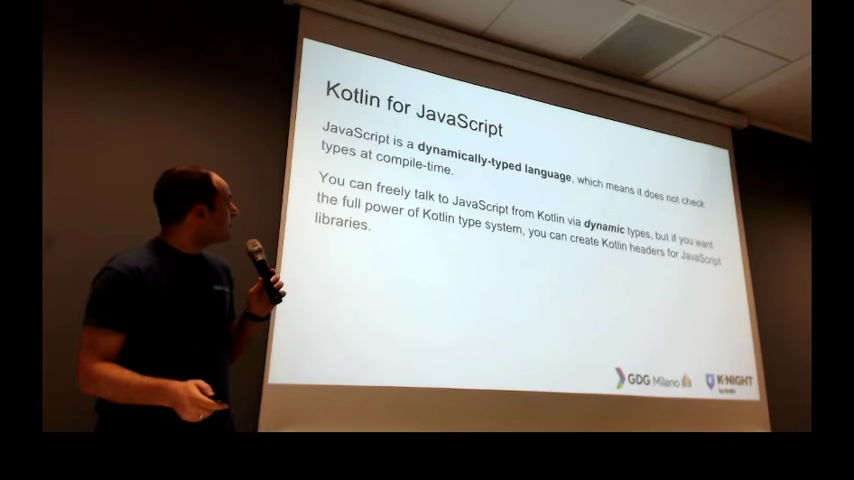 Kotlin for JavaScript
JavaScript is a dynamically-typed language, which means it does not check
types at compile-time.
You can freely talk to JavaScript from Kotlin via dynamic types, but if you want
the full power of Kotlin type system, you can create Kotlin headers for JavaScript
libraries.
GDG Milano
K-NIGHT